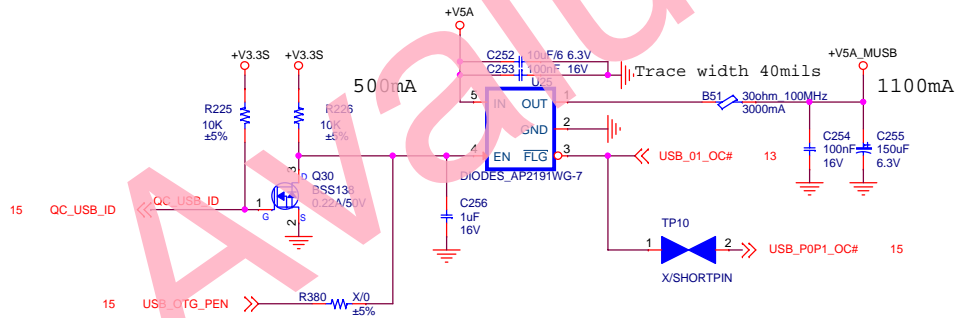 +V5A
+V3.3S
+V3.3S
C252 10uF/6 6.3V
C253 100nF 16V
U25
+V5A_MUSB
500mA
Trace width 40mils
1100mA
R225
10K
±5%
R226
10K
±5%
5 IN OUT 1
GND 2
4 EN FLG 3
DIODES_AP2191WG-7
B51 30ohm_100MHz
3000mA
C254
100nF
16V
C255
150uF
6.3V
USB_01_OC# 13
3 D
Q30
BSS138
0.22A/50V
1 G
2 S
15 QC_USB_ID QC_USB_ID
C256
1uF
16V
TP10
1 2
X/SHORTPIN
USB_P0P1_OC# 15
15 USB_OTG_PEN
R380 X/0
±5%